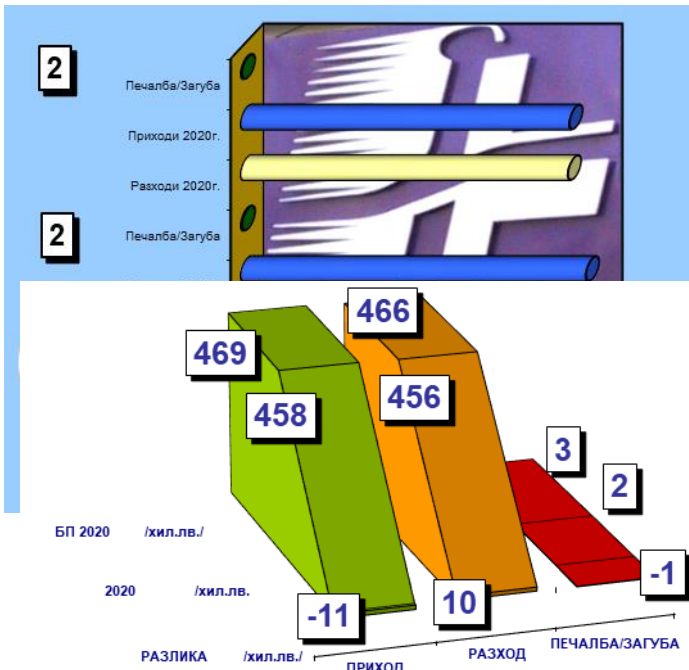 2
Печалба/Загуба
Приходи 2020г.
Разходи 2020г.
2
Печалба/Загуба
466
469
458
456
3
2
БП 2020 /хил.лв./
2020 /хил.лв.
-11
10
-1
РАЗЛИКА /хил.лв./
ПРИХОД
РАЗХОД
ПЕЧАЛБА/ЗАГУБА